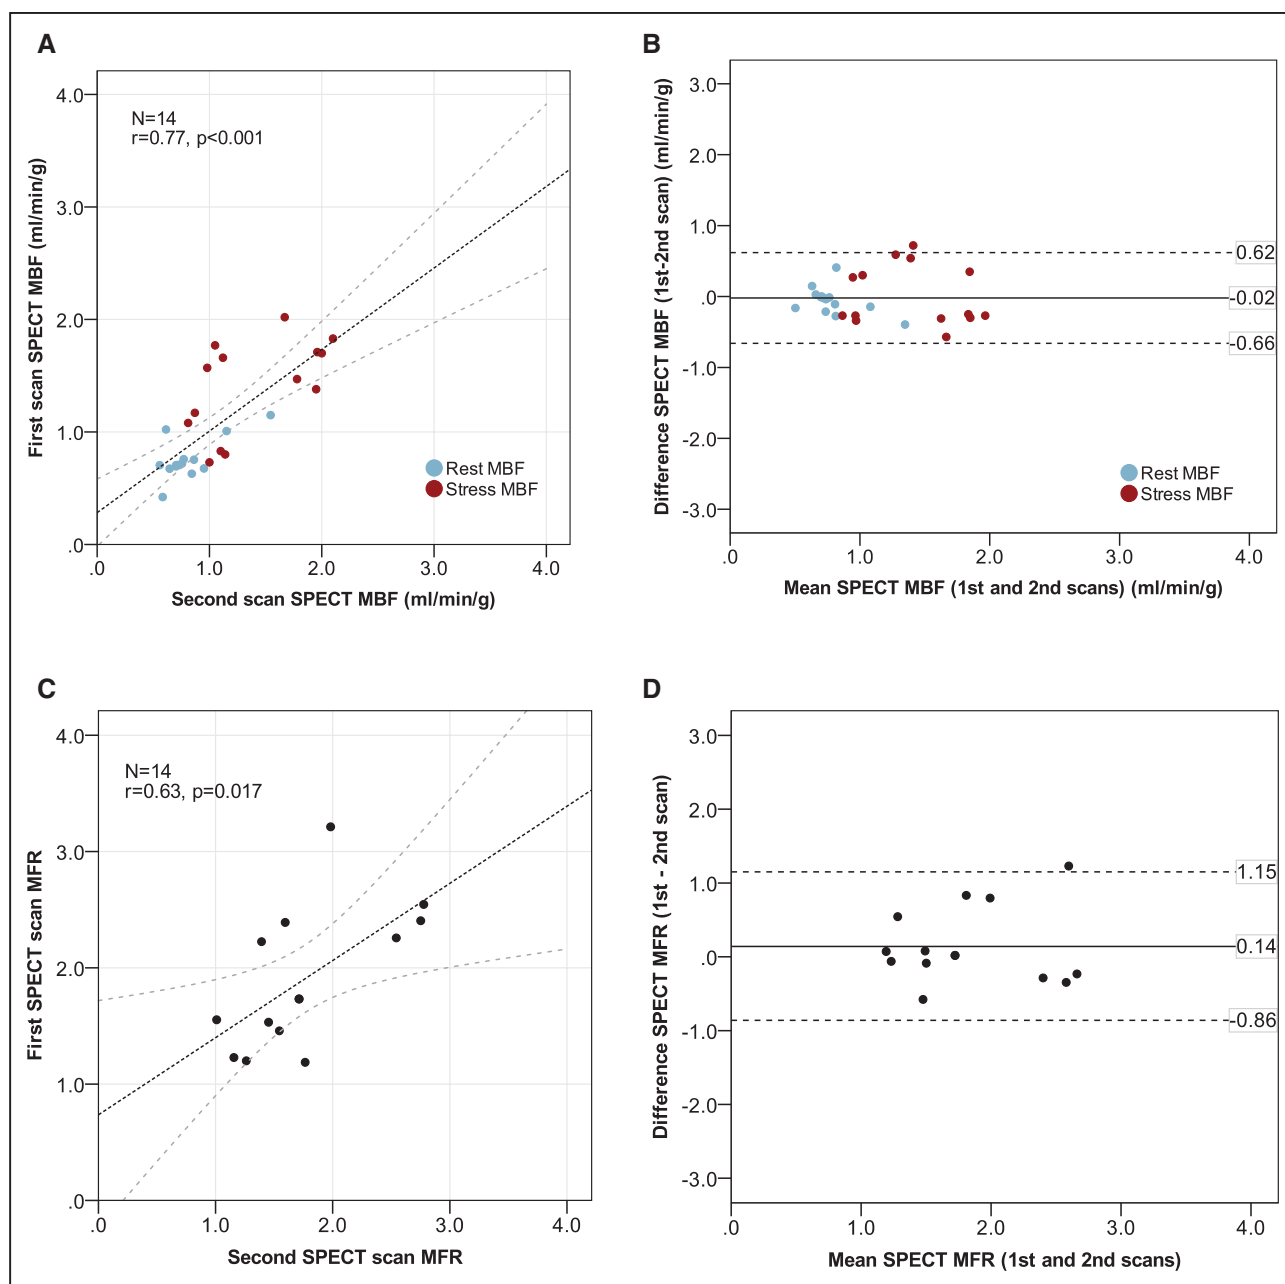 A
4.0
3.0
2.0
1.0
.0
First scan SPECT MBF (ml/min/g)
N=14
r=0.77, p<0.001
Rest MBF
Stress MBF
.0 1.0 2.0 3.0 4.0
Second scan SPECT MBF (ml/min/g)
B
3.0
2.0
1.0
.0
-1.0
-2.0
-3.0
Difference SPECT MBF (1st-2nd scan) (ml/min/g)
0.62
-0.02
-0.66
Rest MBF
Stress MBF
.0 1.0 2.0 3.0 4.0
Mean SPECT MBF (1st and 2nd scans) (ml/min/g)
C
4.0
3.0
2.0
1.0
.0
First SPECT scan MFR
N=14
r=0.63, p=0.017
.0 1.0 2.0 3.0 4.0
Second SPECT scan MFR
D
3.0
2.0
1.0
.0
-1.0
-2.0
-3.0
Difference SPECT MFR (1st - 2nd scan)
1.15
0.14
-0.86
.0 1.0 2.0 3.0 4.0
Mean SPECT MFR (1st and 2nd scans)